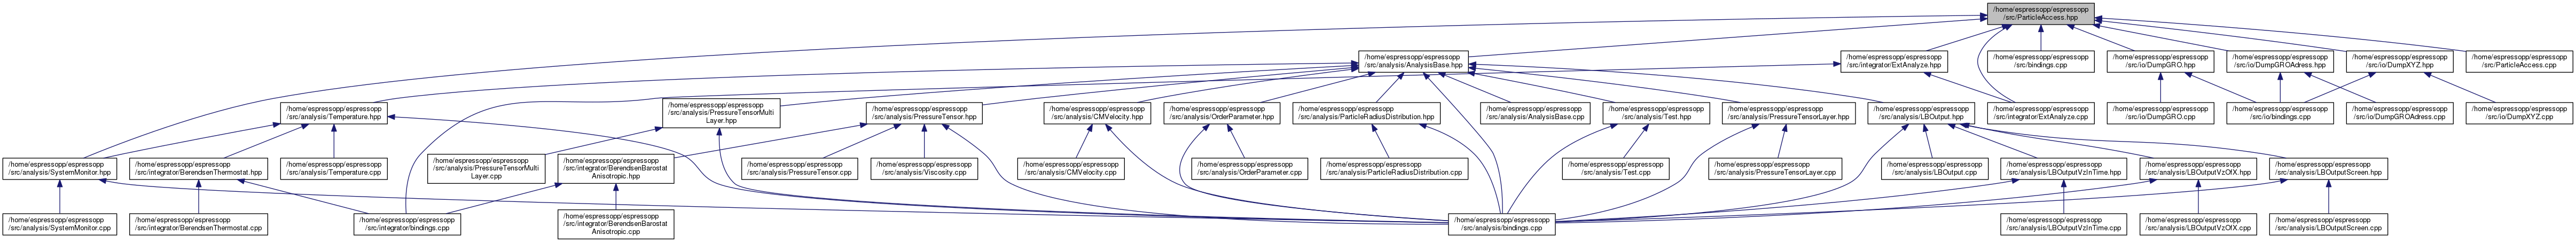 /home/espressopp/espressopp
/src/ParticleAccess.hpp
/home/espressopp/espressopp
/src/analysis/AnalysisBase.hpp
/home/espressopp/espressopp
/src/integrator/ExtAnalyze.hpp
/home/espressopp/espressopp
/src/bindings.cpp
/home/espressopp/espressopp
/src/io/DumpGRO.hpp
/home/espressopp/espressopp
/src/io/DumpGROAdress.hpp
/home/espressopp/espressopp
/src/io/DumpXYZ.hpp
/home/espressopp/espressopp
/src/ParticleAccess.cpp
/home/espressopp/espressopp
/src/analysis/Temperature.hpp
/home/espressopp/espressopp
/src/analysis/PressureTensorMulti
Layer.hpp
/home/espressopp/espressopp
/src/analysis/PressureTensor.hpp
/home/espressopp/espressopp
/src/analysis/CMVelocity.hpp
/home/espressopp/espressopp
/src/analysis/OrderParameter.hpp
/home/espressopp/espressopp
/src/analysis/ParticleRadiusDistribution.hpp
/home/espressopp/espressopp
/src/analysis/AnalysisBase.cpp
/home/espressopp/espressopp
/src/analysis/Test.hpp
/home/espressopp/espressopp
/src/analysis/PressureTensorLayer.hpp
/home/espressopp/espressopp
/src/analysis/LBOutput.hpp
/home/espressopp/espressopp
/src/integrator/ExtAnalyze.cpp
/home/espressopp/espressopp
/src/io/DumpGRO.cpp
/home/espressopp/espressopp
/src/io/bindings.cpp
/home/espressopp/espressopp
/src/io/DumpGROAdress.cpp
/home/espressopp/espressopp
/src/io/DumpXYZ.cpp
/home/espressopp/espressopp
/src/analysis/SystemMonitor.hpp
/home/espressopp/espressopp
/src/integrator/BerendsenThermostat.hpp
/home/espressopp/espressopp
/src/analysis/Temperature.cpp
/home/espressopp/espressopp
/src/analysis/PressureTensorMulti
Layer.cpp
/home/espressopp/espressopp
/src/integrator/BerendsenBarostat
Anisotropic.hpp
/home/espressopp/espressopp
/src/analysis/PressureTensor.cpp
/home/espressopp/espressopp
/src/analysis/Viscosity.cpp
/home/espressopp/espressopp
/src/analysis/CMVelocity.cpp
/home/espressopp/espressopp
/src/analysis/OrderParameter.cpp
/home/espressopp/espressopp
/src/analysis/ParticleRadiusDistribution.cpp
/home/espressopp/espressopp
/src/analysis/Test.cpp
/home/espressopp/espressopp
/src/analysis/PressureTensorLayer.cpp
/home/espressopp/espressopp
/src/analysis/LBOutput.cpp
/home/espressopp/espressopp
/src/analysis/LBOutputVzInTime.hpp
/home/espressopp/espressopp
/src/analysis/LBOutputVzOfX.hpp
/home/espressopp/espressopp
/src/analysis/LBOutputScreen.hpp
/home/espressopp/espressopp
/src/analysis/SystemMonitor.cpp
/home/espressopp/espressopp
/src/integrator/BerendsenThermostat.cpp
/home/espressopp/espressopp
/src/integrator/bindings.cpp
/home/espressopp/espressopp
/src/integrator/BerendsenBarostat
Anisotropic.cpp
/home/espressopp/espressopp
/src/analysis/bindings.cpp
/home/espressopp/espressopp
/src/analysis/LBOutputVzInTime.cpp
/home/espressopp/espressopp
/src/analysis/LBOutputVzOfX.cpp
/home/espressopp/espressopp
/src/analysis/LBOutputScreen.cpp